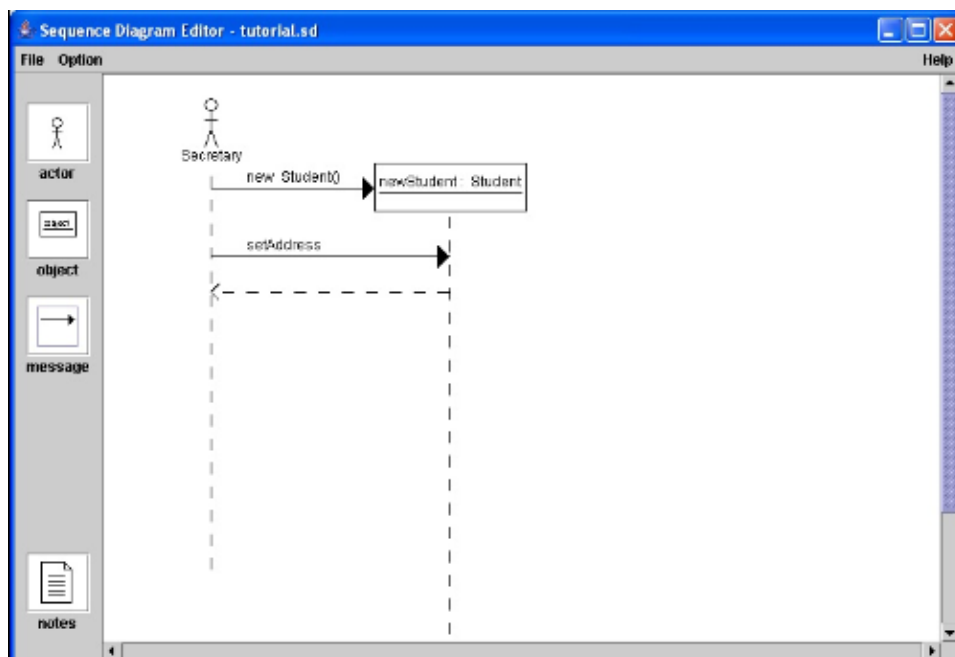 Sequence Diagram Editor - tutorial.sd
File Option Help
actor
object
message
notes
Secretary
new Student()
newStudent: Student
setAddress